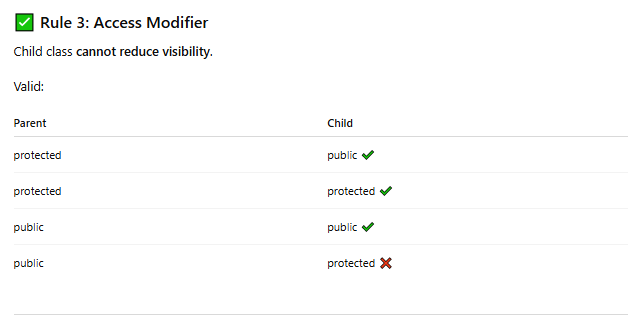 ✅ Rule 3: Access Modifier
Child class cannot reduce visibility.
Valid:
Parent Child
protected public ✔
protected protected ✔
public public ✔
public protected ✖